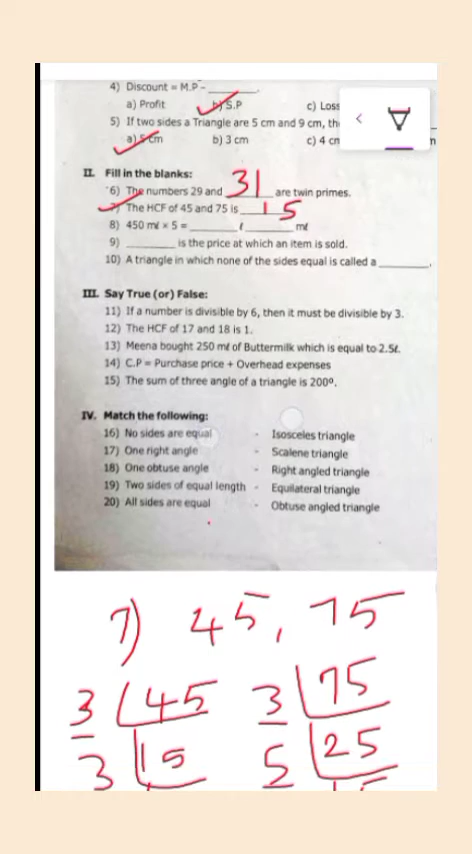 4) Discount = M.P – ______.
a) Profit b) S.P c) Loss
5) If two sides a Triangle are 5 cm and 9 cm, th
a) 5 cm b) 3 cm c) 4 cm
II. Fill in the blanks:
6) The numbers 29 and 31 are twin primes.
7) The HCF of 45 and 75 is 15
8) 450 mℓ × 5 = ______ ℓ ______ mℓ
9) ______ is the price at which an item is sold.
10) A triangle in which none of the sides equal is called a ______.
III. Say True (or) False:
11) If a number is divisible by 6, then it must be divisible by 3.
12) The HCF of 17 and 18 is 1.
13) Meena bought 250 mℓ of Buttermilk which is equal to 2.5ℓ.
14) C.P = Purchase price + Overhead expenses
15) The sum of three angle of a triangle is 200°.
IV. Match the following:
16) No sides are equal - Isosceles triangle
17) One right angle - Scalene triangle
18) One obtuse angle - Right angled triangle
19) Two sides of equal length - Equilateral triangle
20) All sides are equal - Obtuse angled triangle
7) 45, 75
3 45 3 75
3 15 5 25